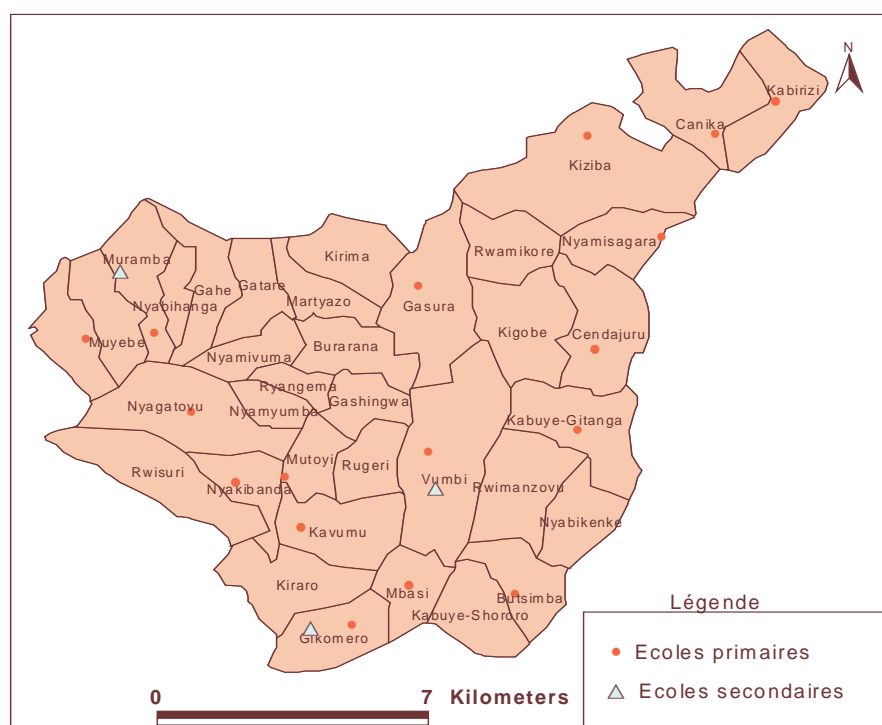 N
Kabirizi
Canika
Kiziba
Rwamikore
Nyamisagara
Muramba
Kirima
Gahe
Gatare
Nyabihanga
Martyazo
Gasura
Kigobe
Cendajuru
Muyebe
Burarana
Nyamivuma
Ryangema
Gashingwa
Nyagatovu
Nyamyumba
Kabuye-Gitanga
Mutoyi
Rugeri
Rwisuri
Vumbi
Nyakibanda
Rwimanzovu
Nyabikenke
Kavumu
Kiraro
Mbasi
Butsimba
Kabuye-Shororo
Gikomero
Légende
Ecoles primaires
Ecoles secondaires
0 7 Kilometers